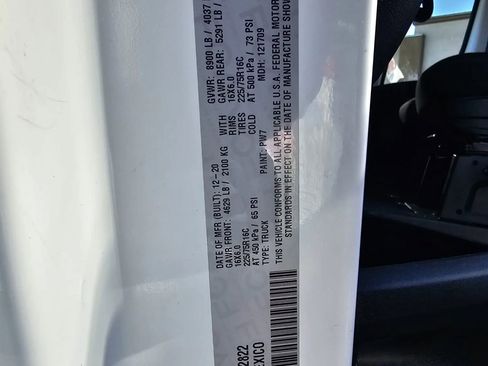 DATE OF MFR (BUILT): 12-20 GVWR: 8900 LB / 4037
GAWR FRONT: 4629 LB / 2100 KG WITH GAWR REAR: 5291 LB /
16X6.0 RIMS 16X6.0
225/75R16C TIRES 225/75R16C
AT 450 kPa / 65 PSI COLD AT 500 kPa / 73 PSI
TYPE: TRUCK PAINT: PW7 MDH: 121709
THIS VEHICLE CONFORMS TO ALL APPLICABLE U.S.A. FEDERAL MOTOR
STANDARDS IN EFFECT ON THE DATE OF MANUFACTURE SHOW
2822
EXICO